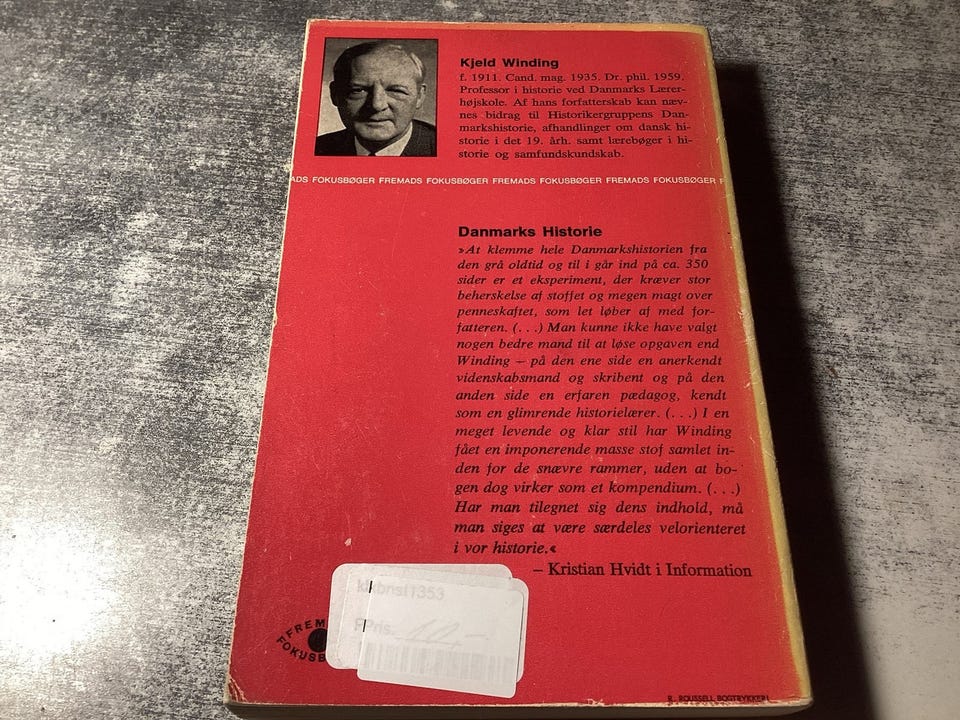 Kjeld Winding
f. 1911. Cand. mag. 1935. Dr. phil. 1959.
Professor i historie ved Danmarks Lærer-
højskole. Af hans forfatterskab kan næv-
nes bidrag til Historikergruppens Dan-
markshistorie, afhandlinger om dansk hi-
storie i det 19. årh. samt lærebøger i hi-
storie og samfundskundskab.
ADS FOKUSBØGER FREMADS FOKUSBØGER FREMADS FOKUSBØGER FREMADS FOKUSBØGER F
Danmarks Historie
»At klemme hele Danmarkshistorien fra
den grå oldtid og til i går ind på ca. 350
sider er et eksperiment, der kræver stor
beherskelse af stoffet og megen magt over
penneskaftet, som let løber af med for-
fatteren. (...) Man kunne ikke have valgt
nogen bedre mand til at løse opgaven end
Winding – på den ene side en anerkendt
videnskabsmand og skribent og på den
anden side en erfaren pædagog, kendt
som en glimrende historielærer. (...) I en
meget levende og klar stil har Winding
fået en imponerende masse stof samlet in-
den for de snævre rammer, uden at bo-
gen dog virker som et kompendium. (...)
Har man tilegnet sig dens indhold, må
man siges at være særdeles velorienteret
i vor historie.«
– Kristian Hvidt i Information
Pris.
10,-
FREM
FOKUSB
R. ROUSSELL BOGTRYKKERI